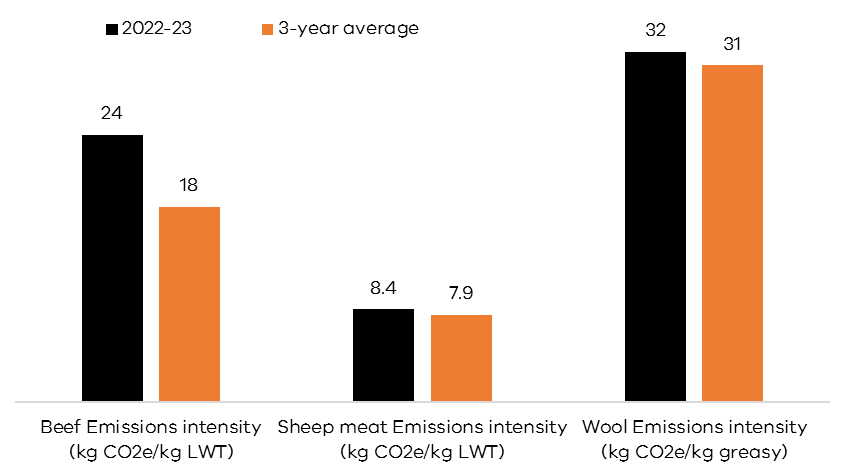 2022-23 3-year average
32
31
24
18
8.4
7.9
Beef Emissions intensity
(kg CO2e/kg LWT)
Sheep meat Emissions intensity
(kg CO2e/kg LWT)
Wool Emissions intensity
(kg CO2e/kg greasy)